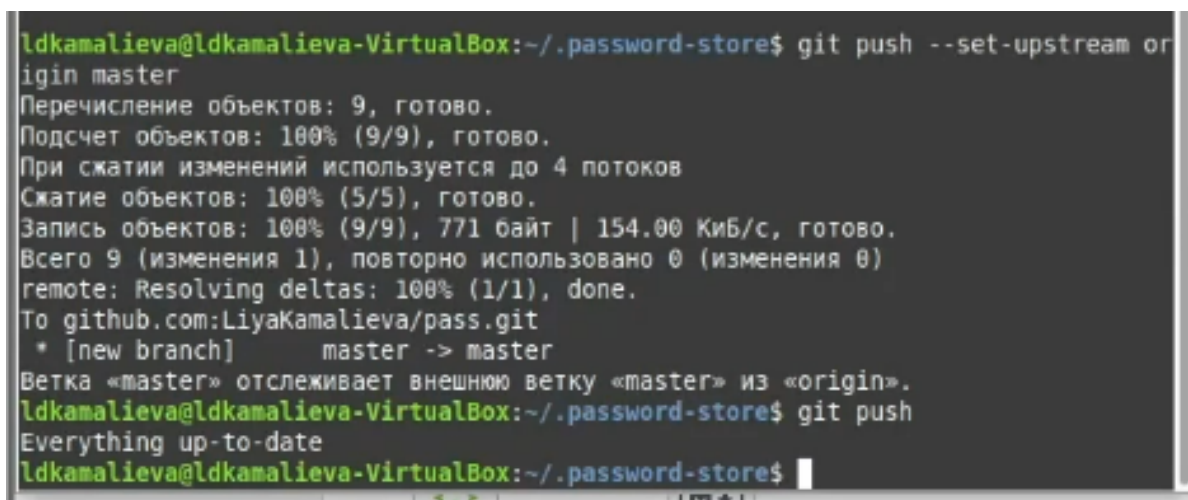 ldkamalieva@ldkamalieva-VirtualBox:~/.password-store$ git push --set-upstream or
igin master
Перечисление объектов: 9, готово.
Подсчет объектов: 100% (9/9), готово.
При сжатии изменений используется до 4 потоков
Сжатие объектов: 100% (5/5), готово.
Запись объектов: 100% (9/9), 771 байт | 154.00 КиБ/с, готово.
Всего 9 (изменения 1), повторно использовано 0 (изменения 0)
remote: Resolving deltas: 100% (1/1), done.
To github.com:LiyaKamalieva/pass.git
 * [new branch]      master -> master
Ветка «master» отслеживает внешнюю ветку «master» из «origin».
ldkamalieva@ldkamalieva-VirtualBox:~/.password-store$ git push
Everything up-to-date
ldkamalieva@ldkamalieva-VirtualBox:~/.password-store$